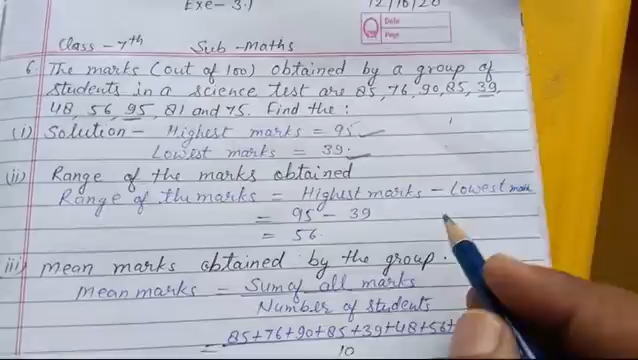 Exe - 3.1
12/10/20
Date
Page
Class - 7th Sub - Maths
6. The marks (out of 100) obtained by a group of
students in a science test are 85, 76, 90, 85, 39,
48, 56, 95, 81 and 75. Find the :
(i) Solution - Highest marks = 95
Lowest marks = 39.
(ii) Range of the marks obtained
Range of the marks = Highest marks - Lowest
= 95 - 39
= 56.
iii) Mean marks obtained by the group.
Mean marks = Sum of all marks
Number of students
= 85+76+90+85+39+48+56+
10